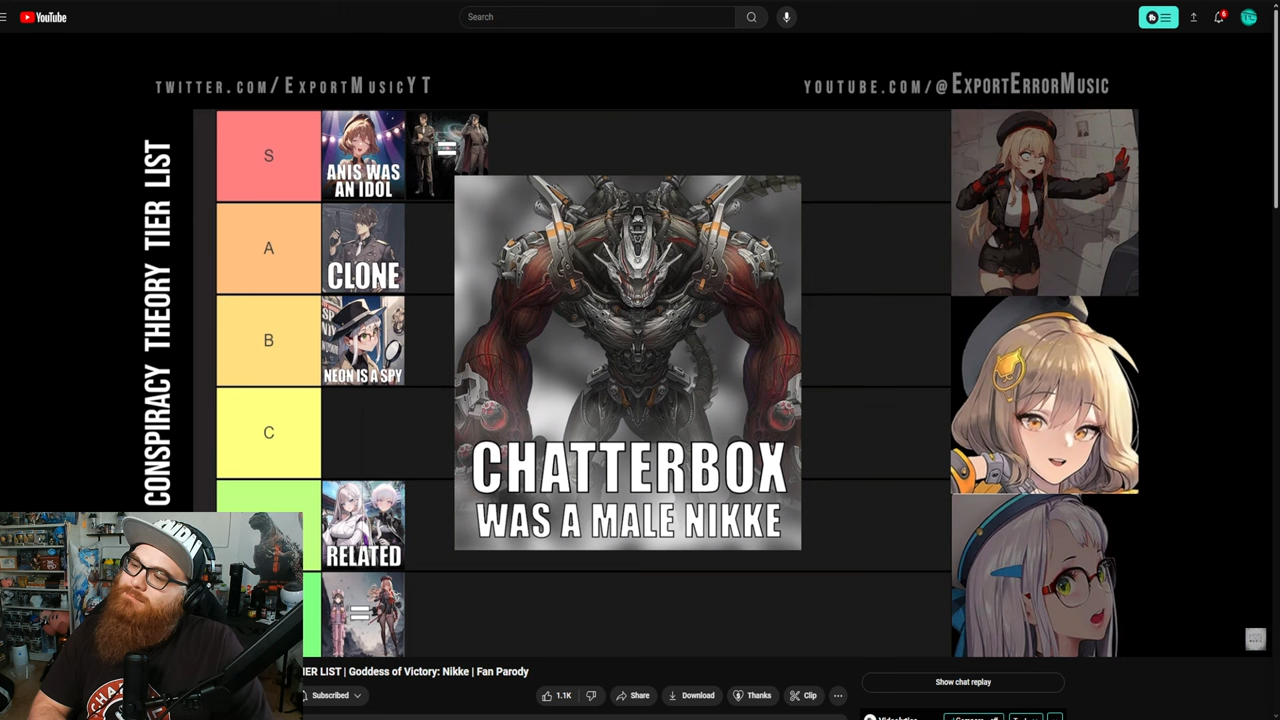 YouTube
Search
6
TWITTER.COM/EXPORTMUSICYT
YOUTUBE.COM/@EXPORTERRORMUSIC
CONSPIRACY THEORY TIER LIST
S
ANIS WAS
AN IDOL
=
A
CLONE
B
NEON IS A SPY
C
CHATTERBOX
WAS A MALE NIKKE
RELATED
=
IER LIST | Goddess of Victory: Nikke | Fan Parody
Subscribed
1.1K
Share
Download
Thanks
Clip
Show chat replay